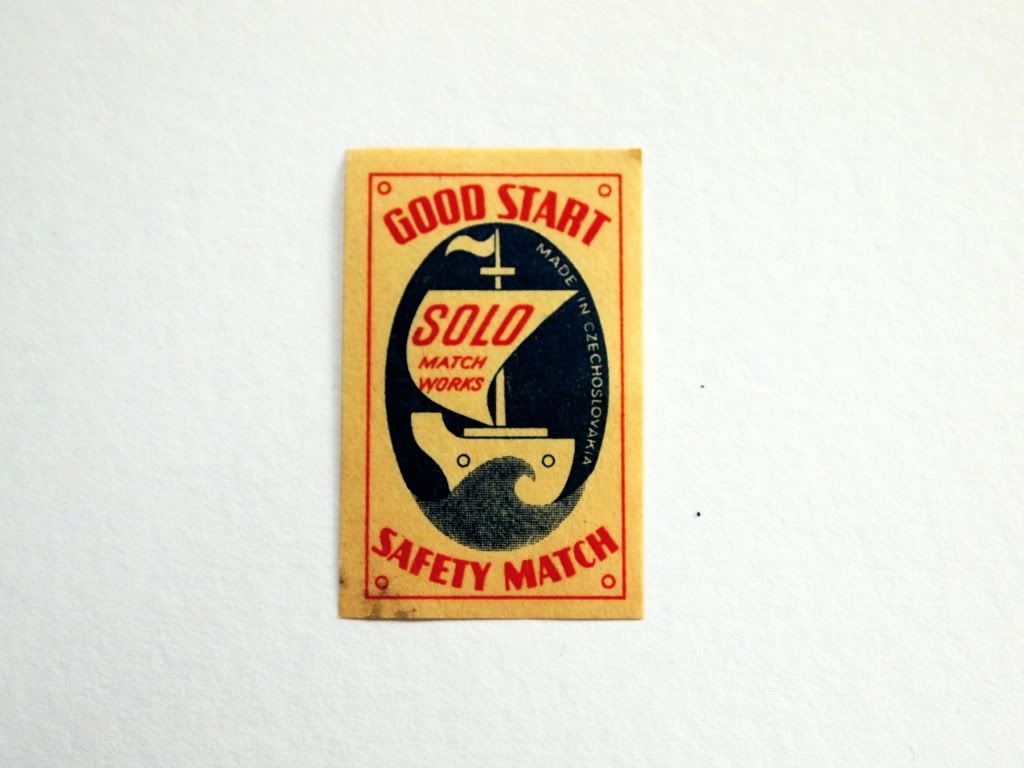 GOOD START
MADE IN CZECHOSLOVAKIA
SOLO
MATCH
WORKS
SAFETY MATCH